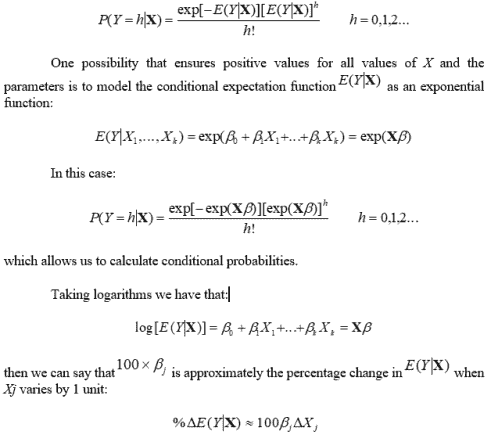 P(Y = h|X) = exp[-E(Y|X)][E(Y|X)]^h / h!     h = 0,1,2...
One possibility that ensures positive values for all values of X and the
parameters is to model the conditional expectation function E(Y|X) as an exponential
function:
E(Y|X₁,...,Xₖ) = exp(β₀ + β₁X₁+...+βₖXₖ) = exp(Xβ)
In this case:
P(Y = h|X) = exp[-exp(Xβ)][exp(Xβ)]^h / h!     h = 0,1,2...
which allows us to calculate conditional probabilities.
Taking logarithms we have that:
log[E(Y|X)] = β₀ + β₁X₁+...+βₖXₖ = Xβ
then we can say that 100 × βⱼ is approximately the percentage change in E(Y|X) when
Xj varies by 1 unit:
%ΔE(Y|X) ≈ 100βⱼΔXⱼ